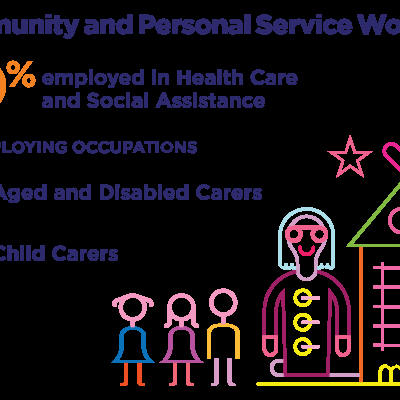 munity and Personal Service Wo
0% employed in Health Care
and Social Assistance
PLOYING OCCUPATIONS
Aged and Disabled Carers
Child Carers